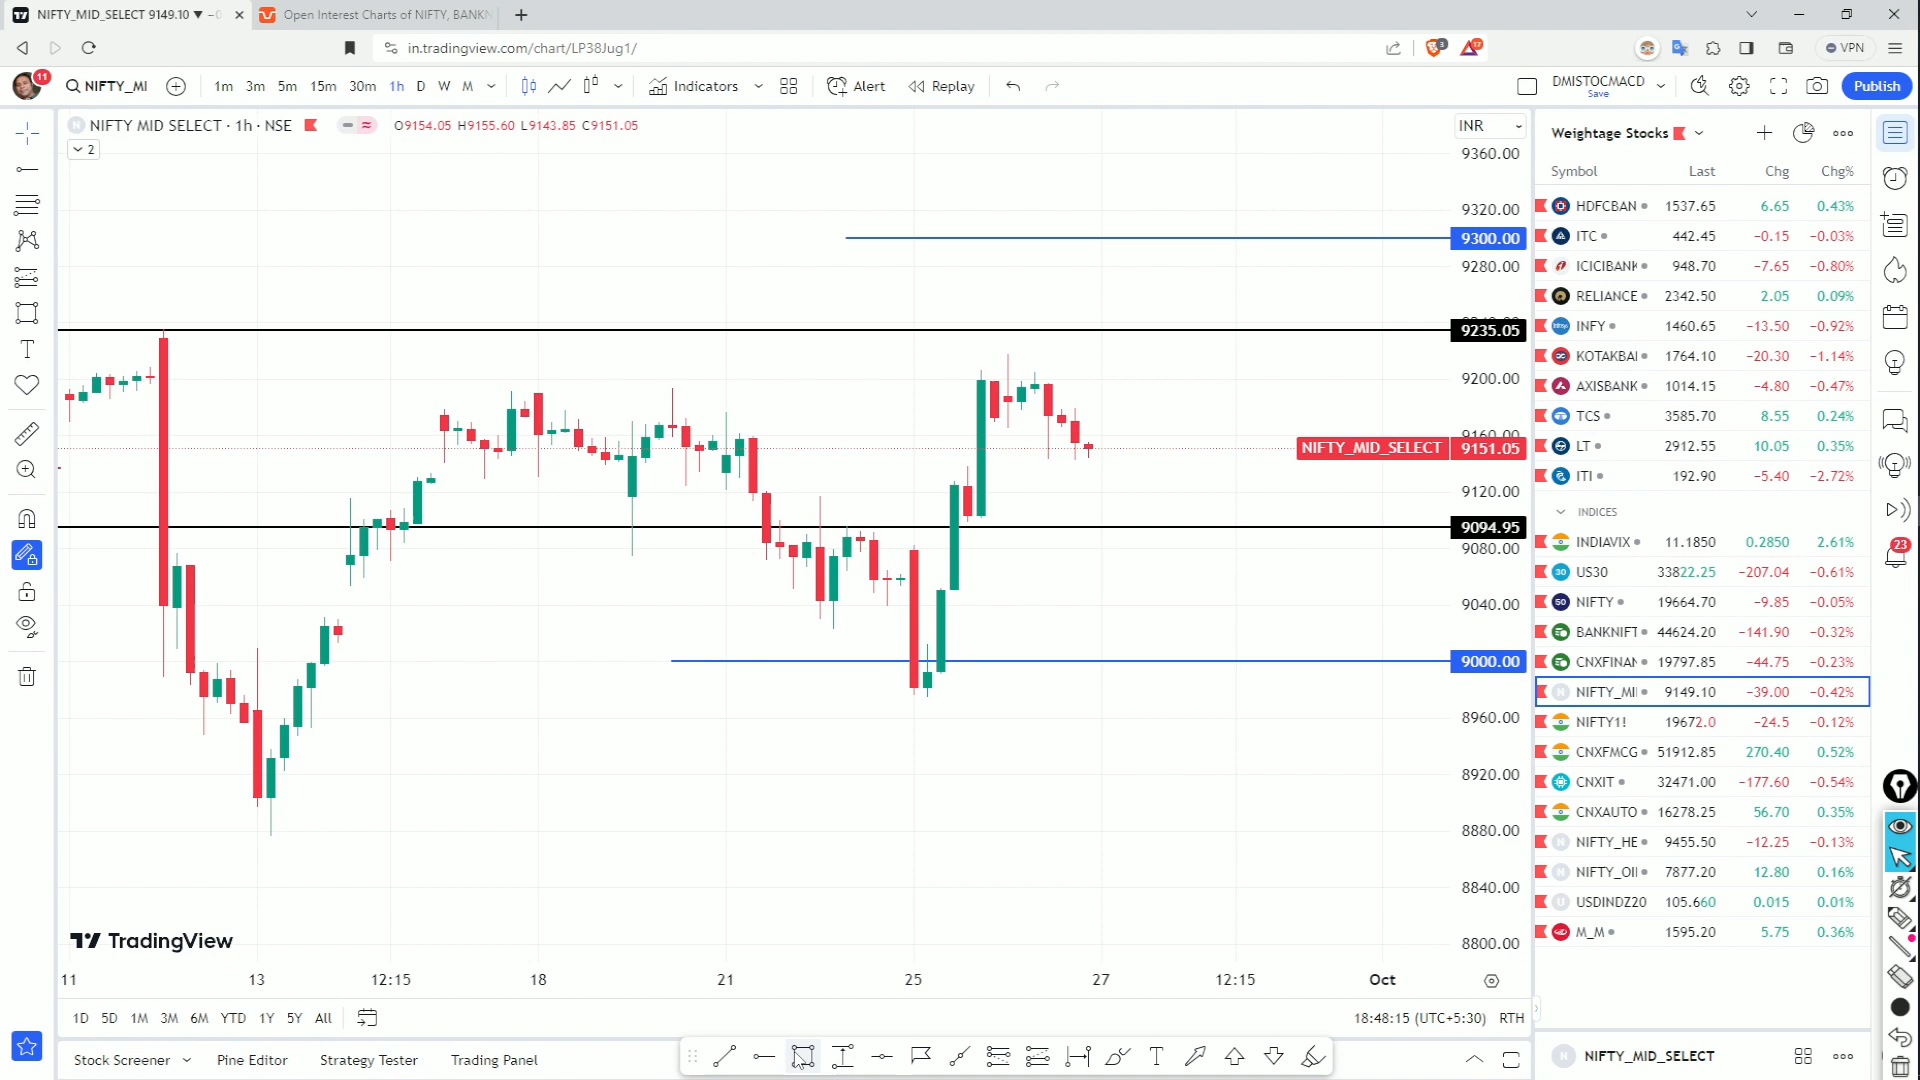 NIFTY_MID_SELECT 9149.10 ▼ −0
Open Interest Charts of NIFTY, BANKN
in.tradingview.com/chart/LP38Jug1/
3
17
VPN
11
NIFTY_MI
1m 3m 5m 15m 30m 1h D W M
Indicators
Alert
Replay
DMISTOCMACD
Save
Publish
NIFTY MID SELECT · 1h · NSE
O9154.05 H9155.60 L9143.85 C9151.05
2
INR
9360.00
9320.00
9300.00
9280.00
9235.05
9200.00
9160.00
NIFTY_MID_SELECT 9151.05
9120.00
9094.95
9080.00
9040.00
9000.00
8960.00
8920.00
8880.00
8840.00
8800.00
TradingView
11 13 12:15 18 21 25 27 12:15 Oct
1D 5D 1M 3M 6M YTD 1Y 5Y All
18:48:15 (UTC+5:30) RTH
Stock Screener Pine Editor Strategy Tester Trading Panel
Weightage Stocks
Symbol Last Chg Chg%
HDFCBAN 1537.65 6.65 0.43%
ITC 442.45 −0.15 −0.03%
ICICIBANK 948.70 −7.65 −0.80%
RELIANCE 2342.50 2.05 0.09%
INFY 1460.65 −13.50 −0.92%
KOTAKBAI 1764.10 −20.30 −1.14%
AXISBANK 1014.15 −4.80 −0.47%
TCS 3585.70 8.55 0.24%
LT 2912.55 10.05 0.35%
ITI 192.90 −5.40 −2.72%
INDICES
INDIAVIX 11.1850 0.2850 2.61%
30 US30 33822.25 −207.04 −0.61%
50 NIFTY 19664.70 −9.85 −0.05%
BANKNIFT 44624.20 −141.90 −0.32%
CNXFINAN 19797.85 −44.75 −0.23%
N NIFTY_MI 9149.10 −39.00 −0.42%
NIFTY1! 19672.0 −24.5 −0.12%
CNXFMCG 51912.85 270.40 0.52%
CNXIT 32471.00 −177.60 −0.54%
CNXAUTO 16278.25 56.70 0.35%
N NIFTY_HE 9455.50 −12.25 −0.13%
N NIFTY_OII 7877.20 12.80 0.16%
U USDINDZ20 105.660 0.015 0.01%
M_M 1595.20 5.75 0.36%
N NIFTY_MID_SELECT
23